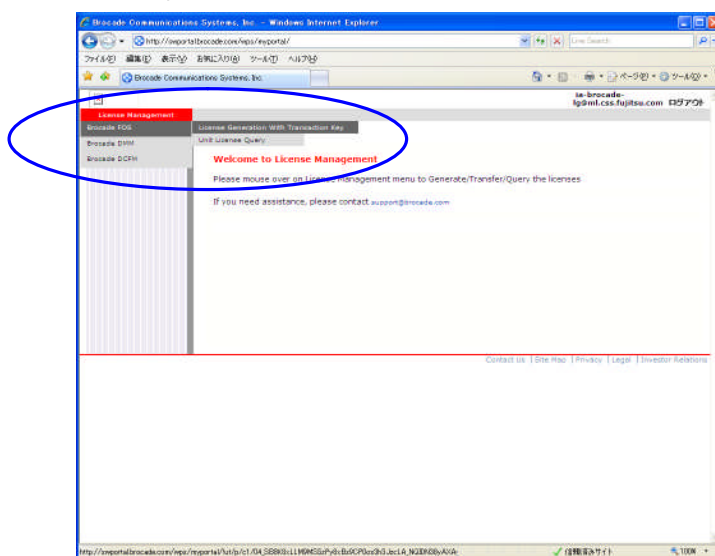 Brocade Communications Systems, Inc. - Windows Internet Explorer
http://swportal.brocade.com/wps/myportal/
Live Search
ファイル(F) 編集(E) 表示(V) お気に入り(A) ツール(T) ヘルプ(H)
Brocade Communications Systems, Inc.
ページ(P) ツール(O)
la-brocade-
lg@ml.css.fujitsu.com ログアウト
License Management
Brocade FOS
License Generation With Transaction Key
Unit License Query
Brocade DMM
Brocade DCFM
Welcome to License Management
Please mouse over on License Management menu to Generate/Transfer/Query the licenses
If you need assistance, please contact support@brocade.com
Contact Us | Site Map | Privacy | Legal | Investor Relations
信頼済みサイト
100%